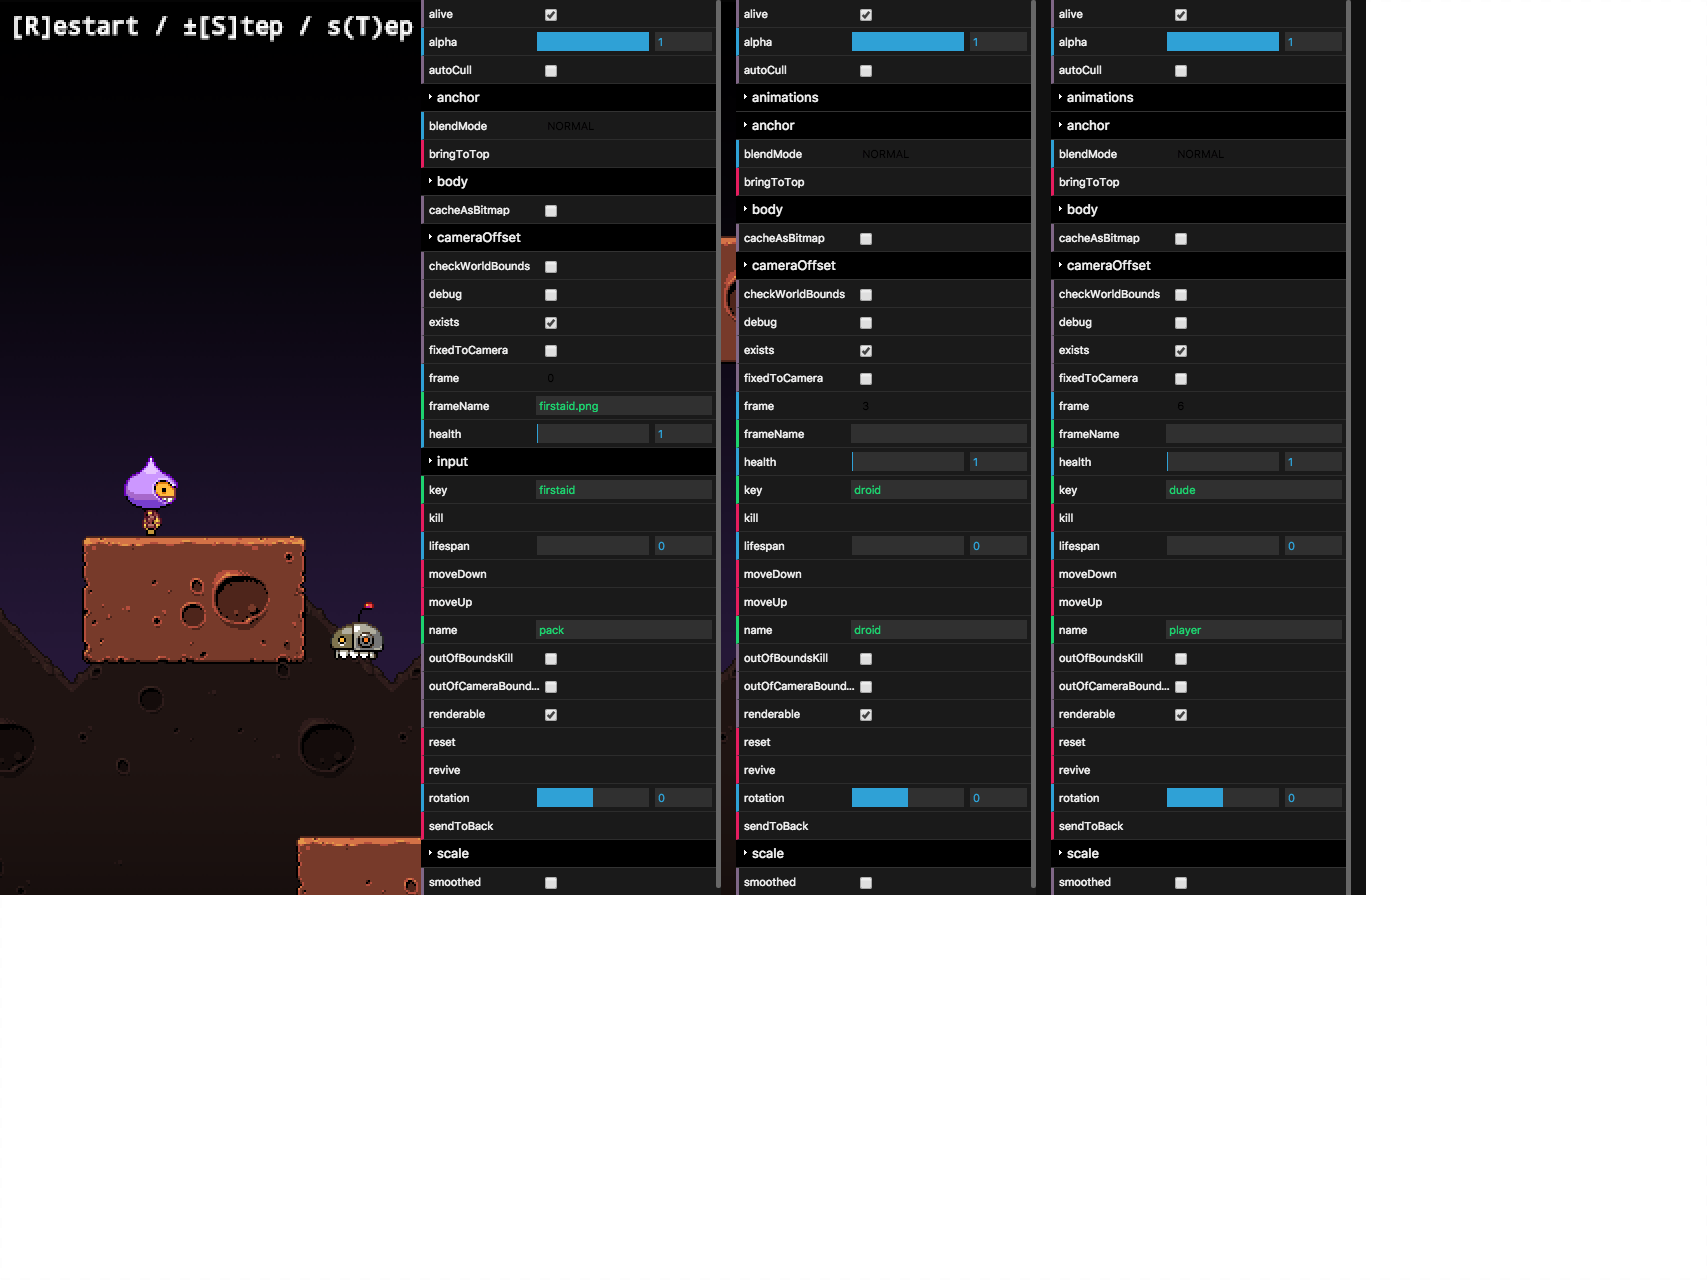 [R]estart / ±[S]tep / s(T)ep
alive
alpha 1
autoCull
anchor
blendMode NORMAL
bringToTop
body
cacheAsBitmap
cameraOffset
checkWorldBounds
debug
exists
fixedToCamera
frame 0
frameName firstaid.png
health 1
input
key firstaid
kill
lifespan 0
moveDown
moveUp
name pack
outOfBoundsKill
outOfCameraBound...
renderable
reset
revive
rotation 0
sendToBack
scale
smoothed
alive
alpha 1
autoCull
animations
anchor
blendMode NORMAL
bringToTop
body
cacheAsBitmap
cameraOffset
checkWorldBounds
debug
exists
fixedToCamera
frame 3
frameName
health 1
key droid
kill
lifespan 0
moveDown
moveUp
name droid
outOfBoundsKill
outOfCameraBound...
renderable
reset
revive
rotation 0
sendToBack
scale
smoothed
alive
alpha 1
autoCull
animations
anchor
blendMode NORMAL
bringToTop
body
cacheAsBitmap
cameraOffset
checkWorldBounds
debug
exists
fixedToCamera
frame 6
frameName
health 1
key dude
kill
lifespan 0
moveDown
moveUp
name player
outOfBoundsKill
outOfCameraBound...
renderable
reset
revive
rotation 0
sendToBack
scale
smoothed